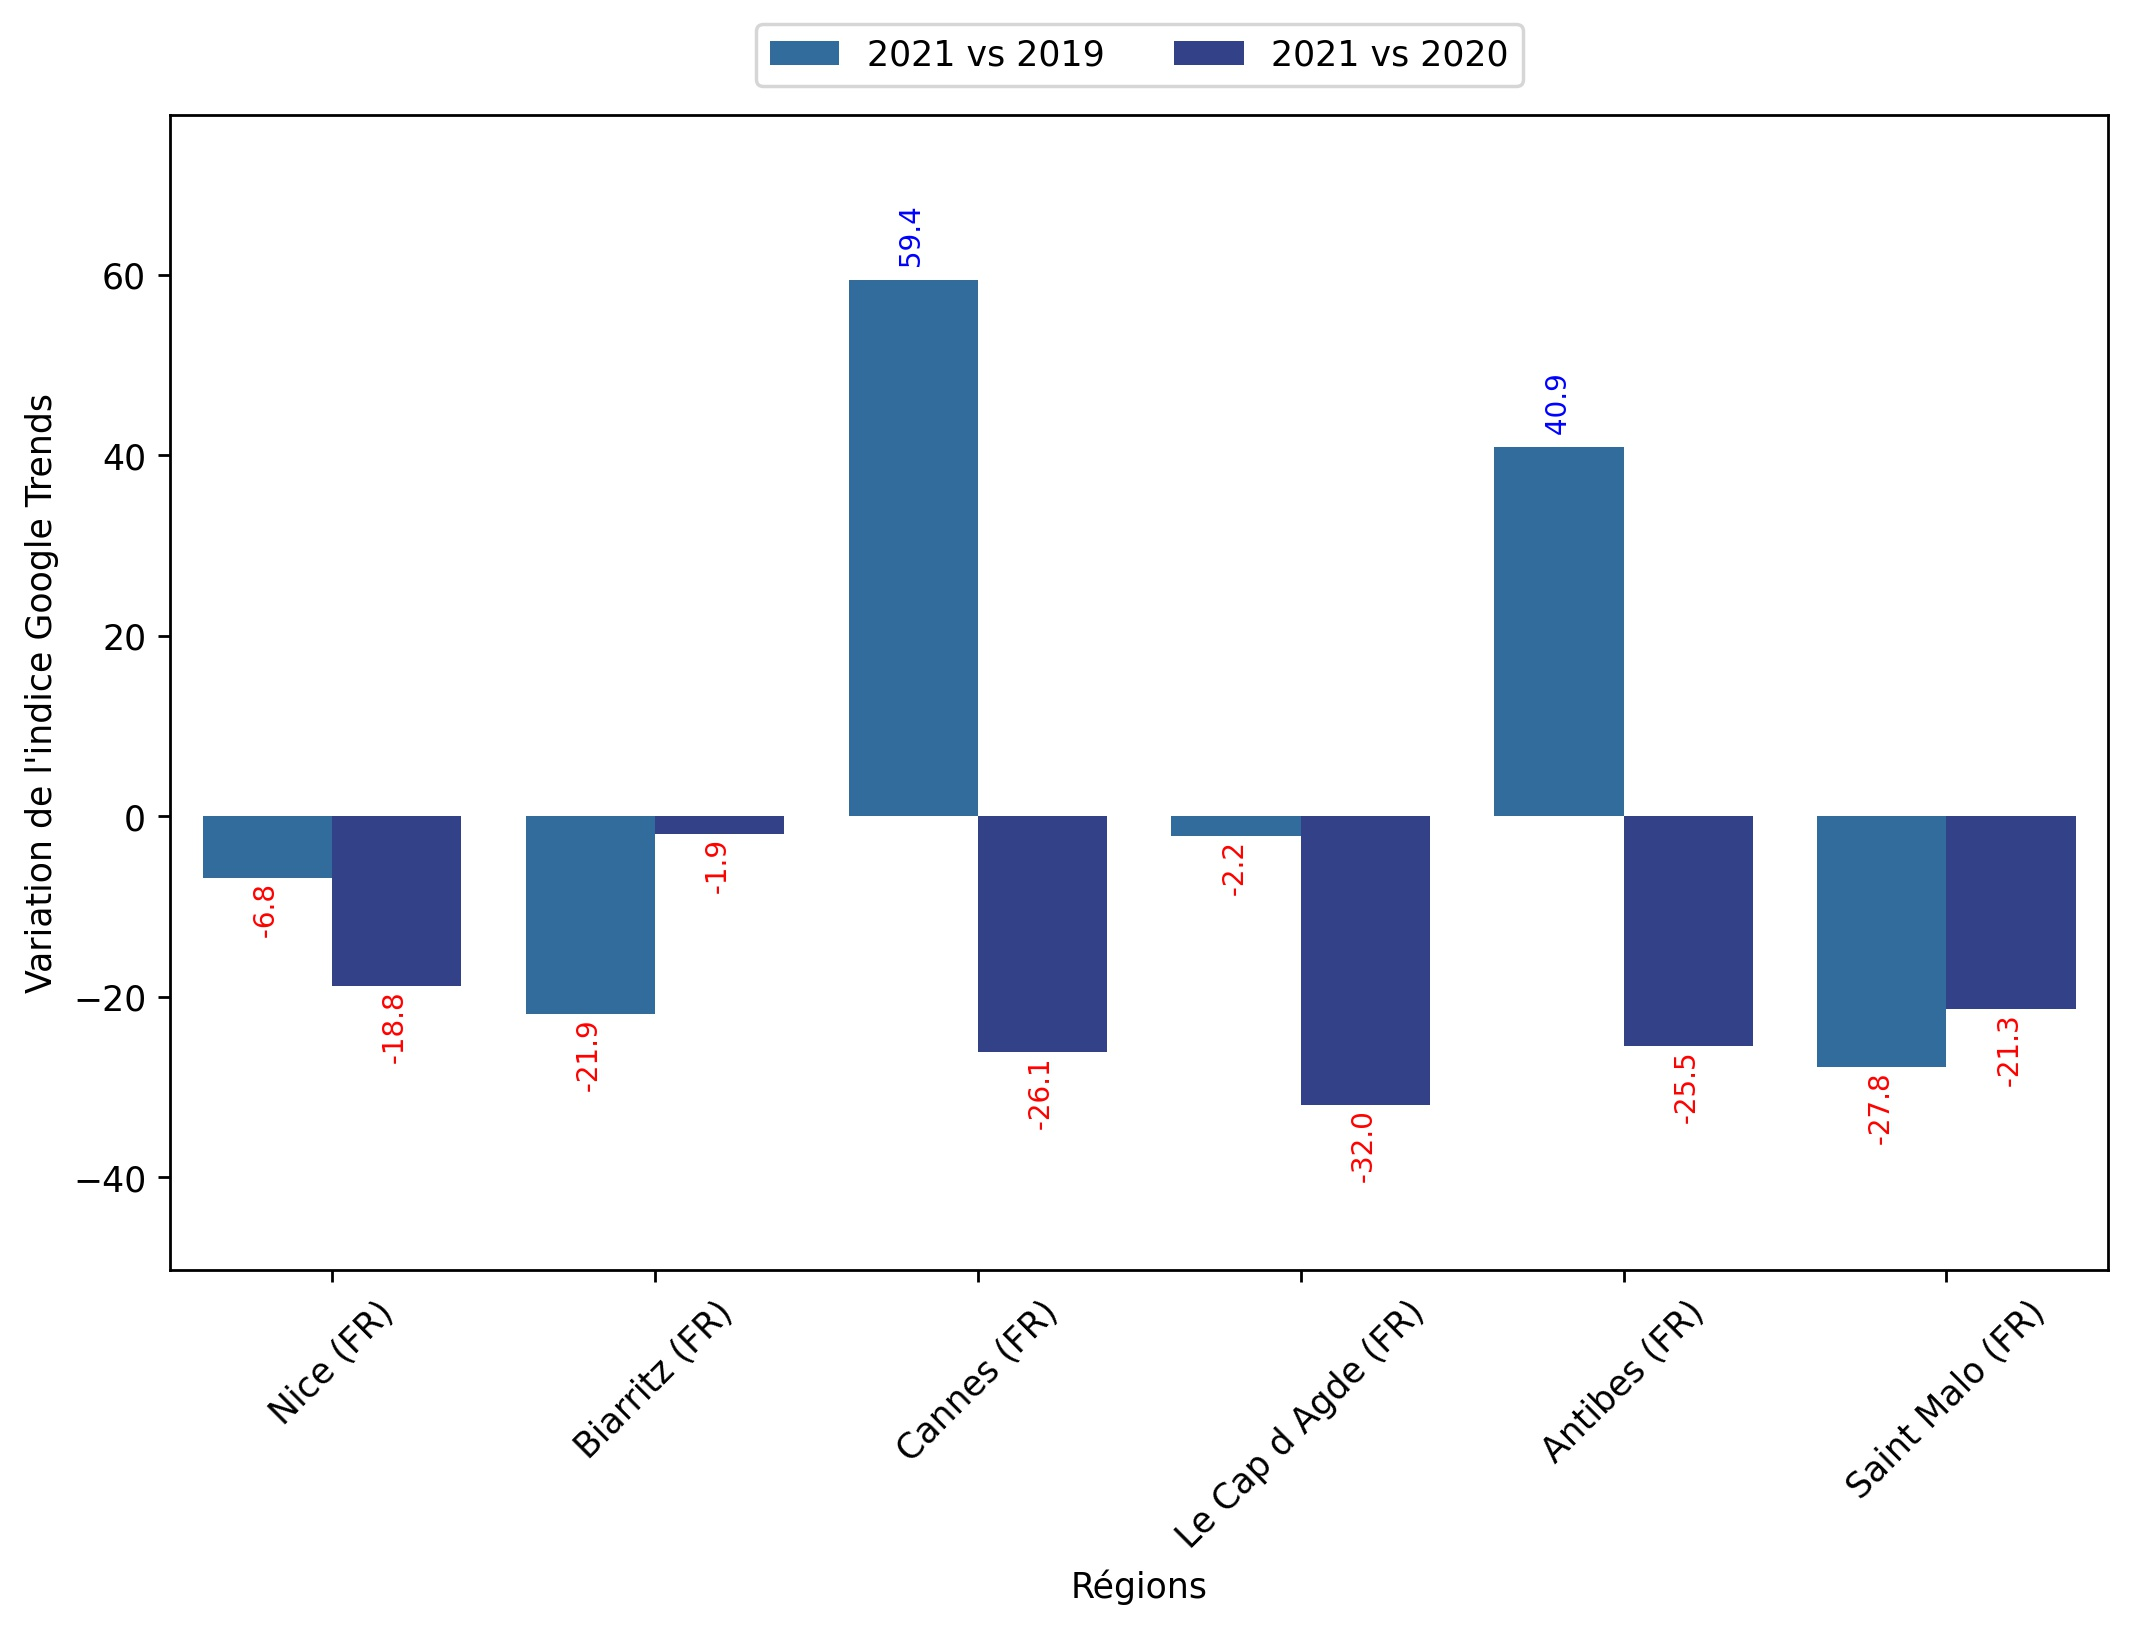 2021 vs 2019
2021 vs 2020
Variation de l'indice Google Trends
60
40
20
0
−20
−40
-6.8
-18.8
-21.9
-1.9
59.4
-26.1
-2.2
-32.0
40.9
-25.5
-27.8
-21.3
Nice (FR)
Biarritz (FR)
Cannes (FR)
Le Cap d Agde (FR)
Antibes (FR)
Saint Malo (FR)
Régions